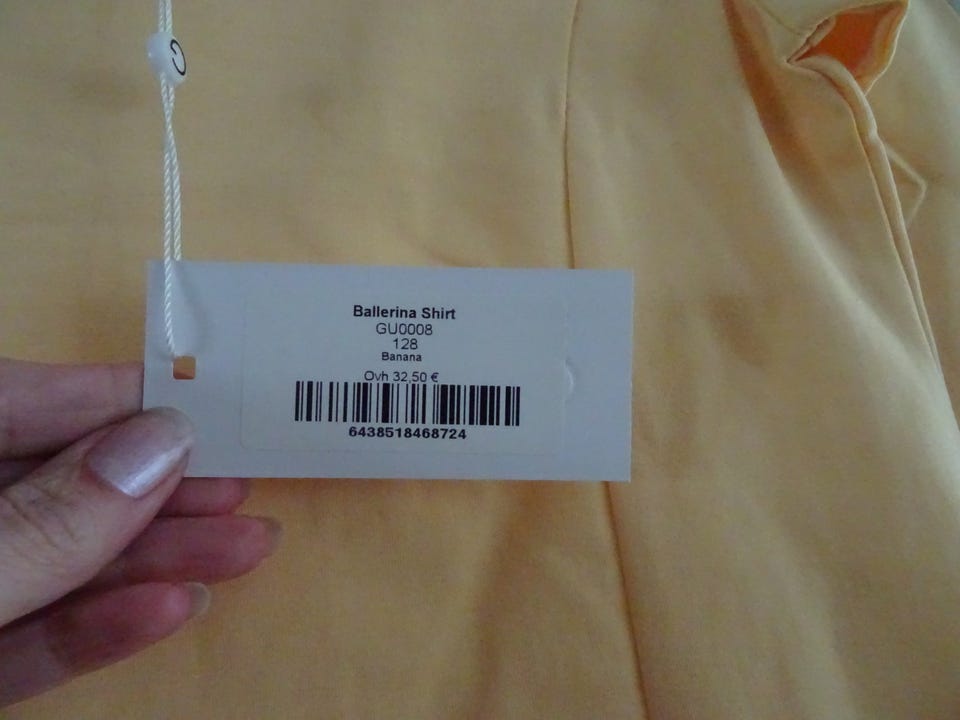 G
Ballerina Shirt
GU0008
128
Banana
Ovh 32,50 €
6438518468724